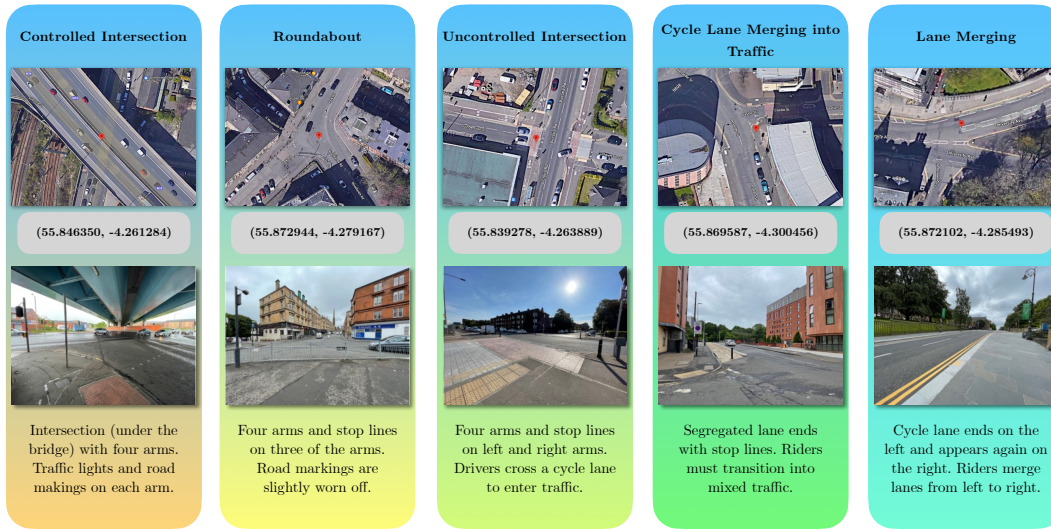 Controlled Intersection
(55.846350, -4.261284)
Intersection (under the
bridge) with four arms.
Traffic lights and road
makings on each arm.
Roundabout
(55.872944, -4.279167)
Four arms and stop lines
on three of the arms.
Road markings are
slightly worn off.
Uncontrolled Intersection
(55.839278, -4.263889)
Four arms and stop lines
on left and right arms.
Drivers cross a cycle lane
to enter traffic.
Cycle Lane Merging into
Traffic
(55.869587, -4.300456)
Segregated lane ends
with stop lines. Riders
must transition into
mixed traffic.
Lane Merging
(55.872102, -4.285493)
Cycle lane ends on the
left and appears again on
the right. Riders merge
lanes from left to right.